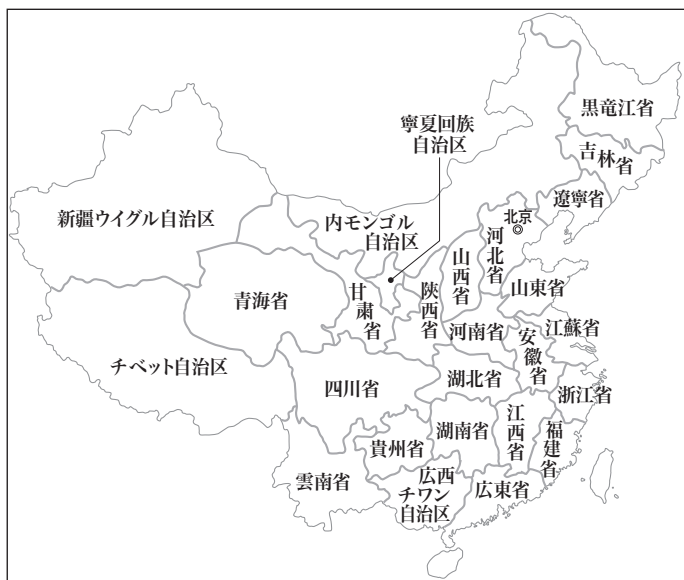 黒竜江省
寧夏回族
自治区
吉林省
遼寧省
新疆ウイグル自治区
内モンゴル
自治区
北京
河北省
山西省
山東省
青海省
甘粛省
陝西省
河南省
江蘇省
安徽省
チベット自治区
四川省
湖北省
浙江省
江西省
湖南省
福建省
貴州省
雲南省
広西
チワン
自治区
広東省